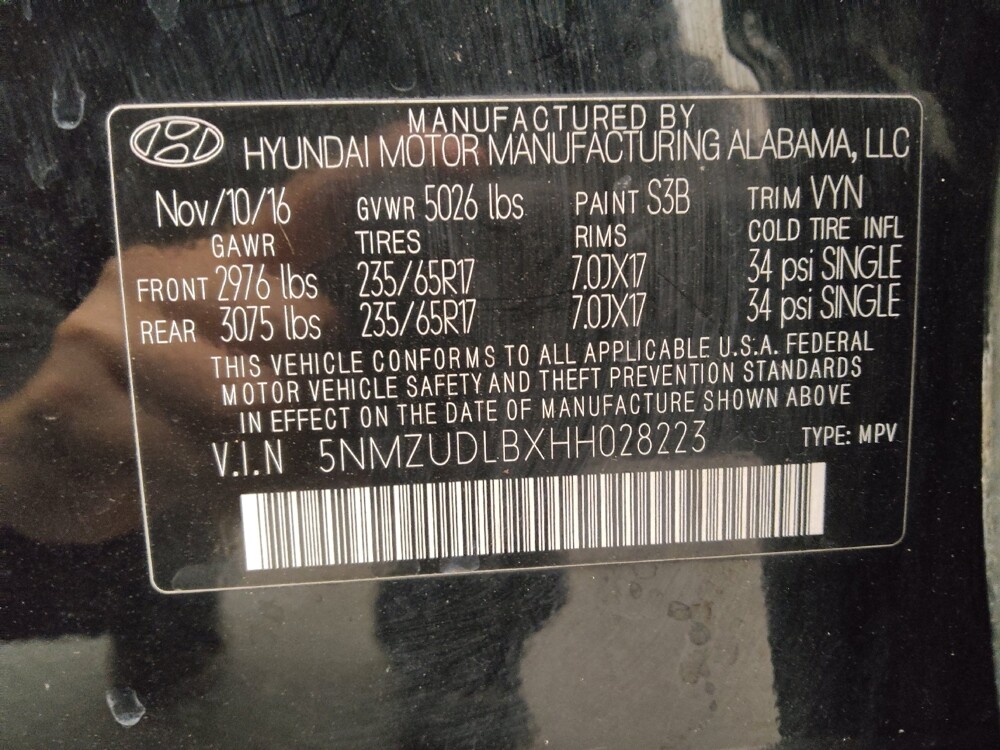 MANUFACTURED BY
HYUNDAI MOTOR MANUFACTURING ALABAMA, LLC
Nov/10/16 GVWR 5026 lbs PAINT S3B TRIM VYN
GAWR TIRES RIMS COLD TIRE INFL
FRONT 2976 lbs 235/65R17 7.0JX17 34 psi SINGLE
REAR 3075 lbs 235/65R17 7.0JX17 34 psi SINGLE
THIS VEHICLE CONFORMS TO ALL APPLICABLE U.S.A. FEDERAL
MOTOR VEHICLE SAFETY AND THEFT PREVENTION STANDARDS
IN EFFECT ON THE DATE OF MANUFACTURE SHOWN ABOVE
V.I.N 5NMZUDLBXHH028223 TYPE: MPV